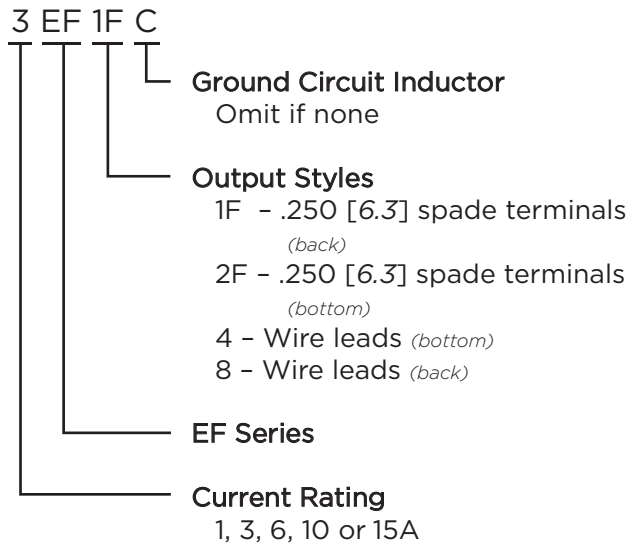 3 EF 1F C
Ground Circuit Inductor
Omit if none
Output Styles
1F – .250 [6.3] spade terminals
(back)
2F – .250 [6.3] spade terminals
(bottom)
4 – Wire leads (bottom)
8 – Wire leads (back)
EF Series
Current Rating
1, 3, 6, 10 or 15A